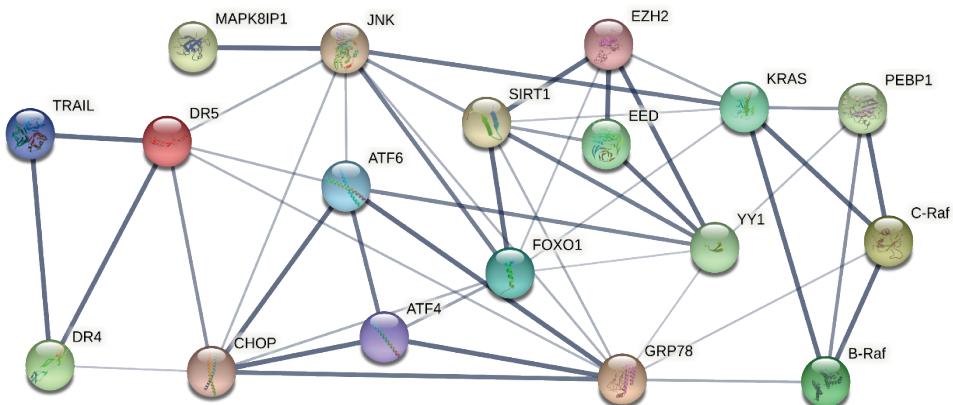 MAPK8IP1
JNK
EZH2
KRAS
PEBP1
TRAIL
DR5
SIRT1
EED
ATF6
YY1
C-Raf
FOXO1
ATF4
DR4
CHOP
GRP78
B-Raf